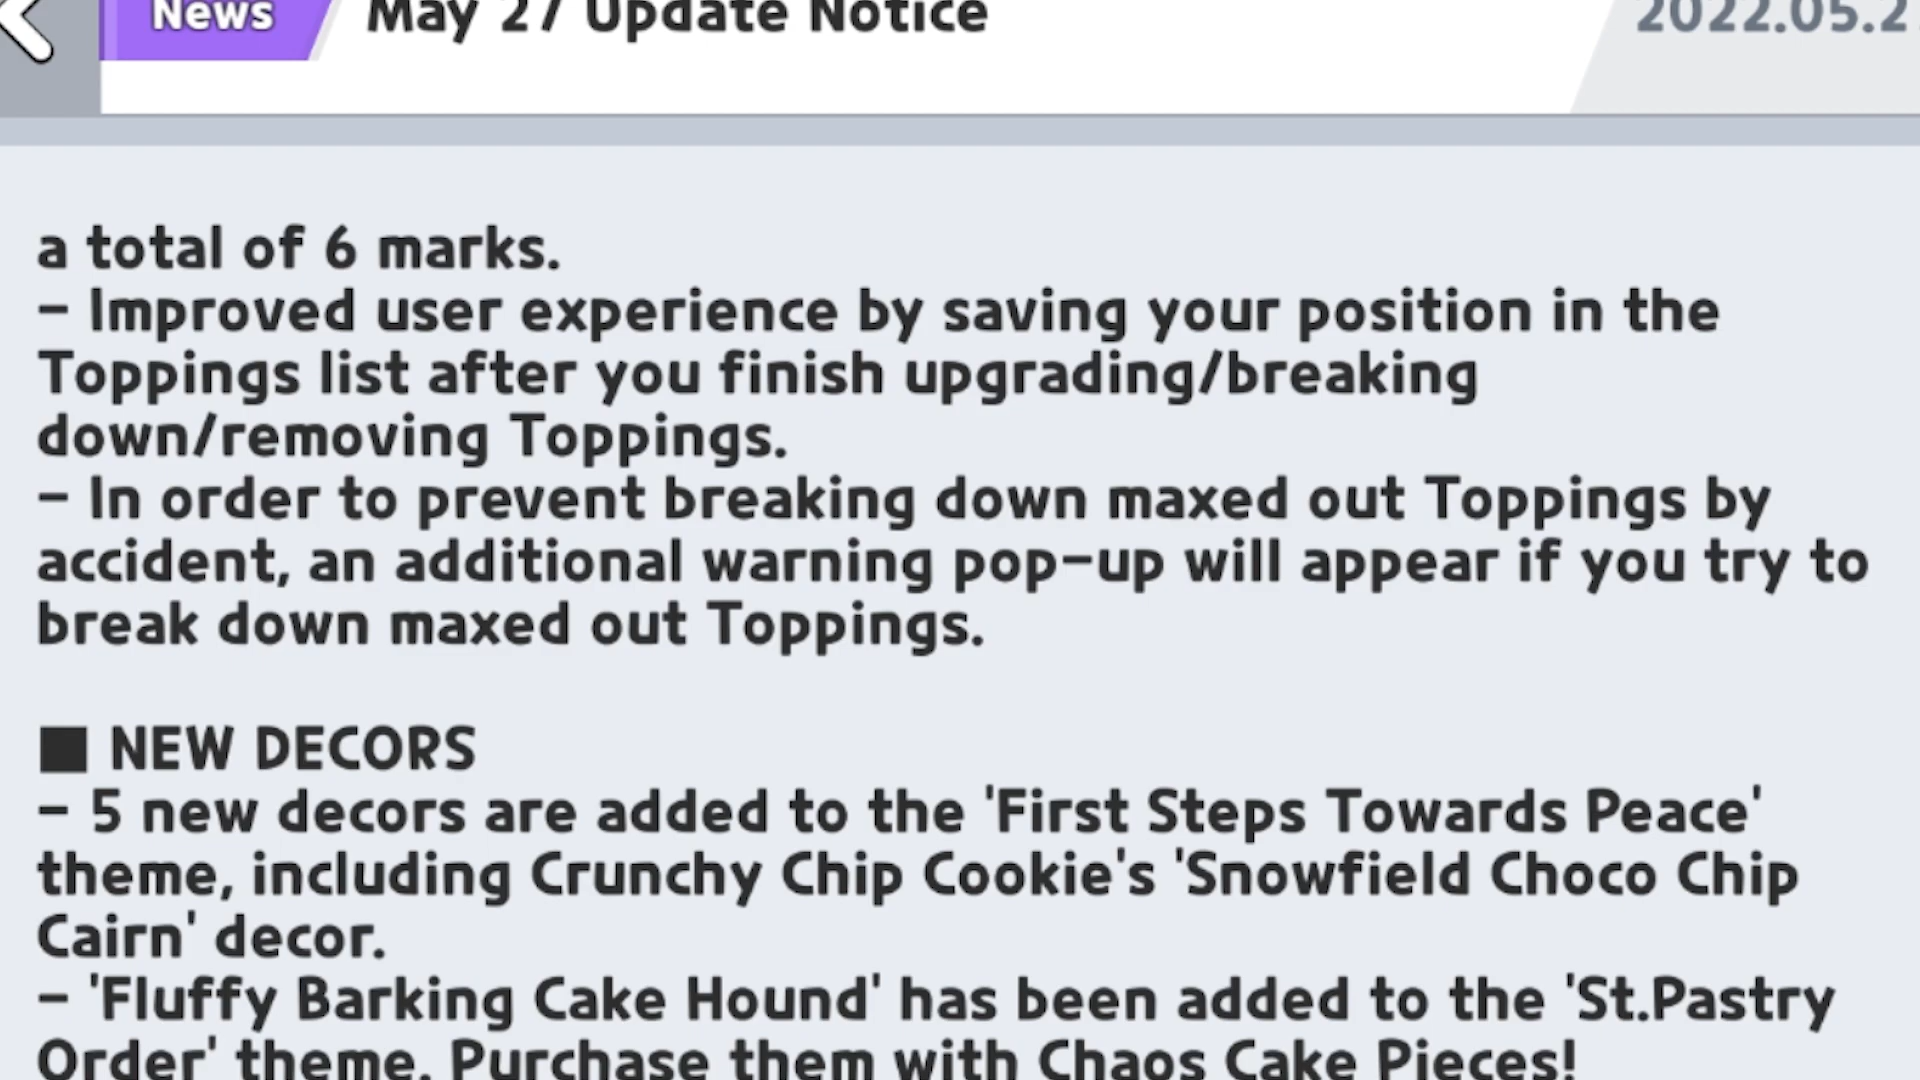 News
May 27 Update Notice
2022.05.2
a total of 6 marks.
– Improved user experience by saving your position in the
Toppings list after you finish upgrading/breaking
down/removing Toppings.
– In order to prevent breaking down maxed out Toppings by
accident, an additional warning pop-up will appear if you try to
break down maxed out Toppings.
■ NEW DECORS
– 5 new decors are added to the 'First Steps Towards Peace'
theme, including Crunchy Chip Cookie's 'Snowfield Choco Chip
Cairn' decor.
– 'Fluffy Barking Cake Hound' has been added to the 'St.Pastry
Order' theme. Purchase them with Chaos Cake Pieces!